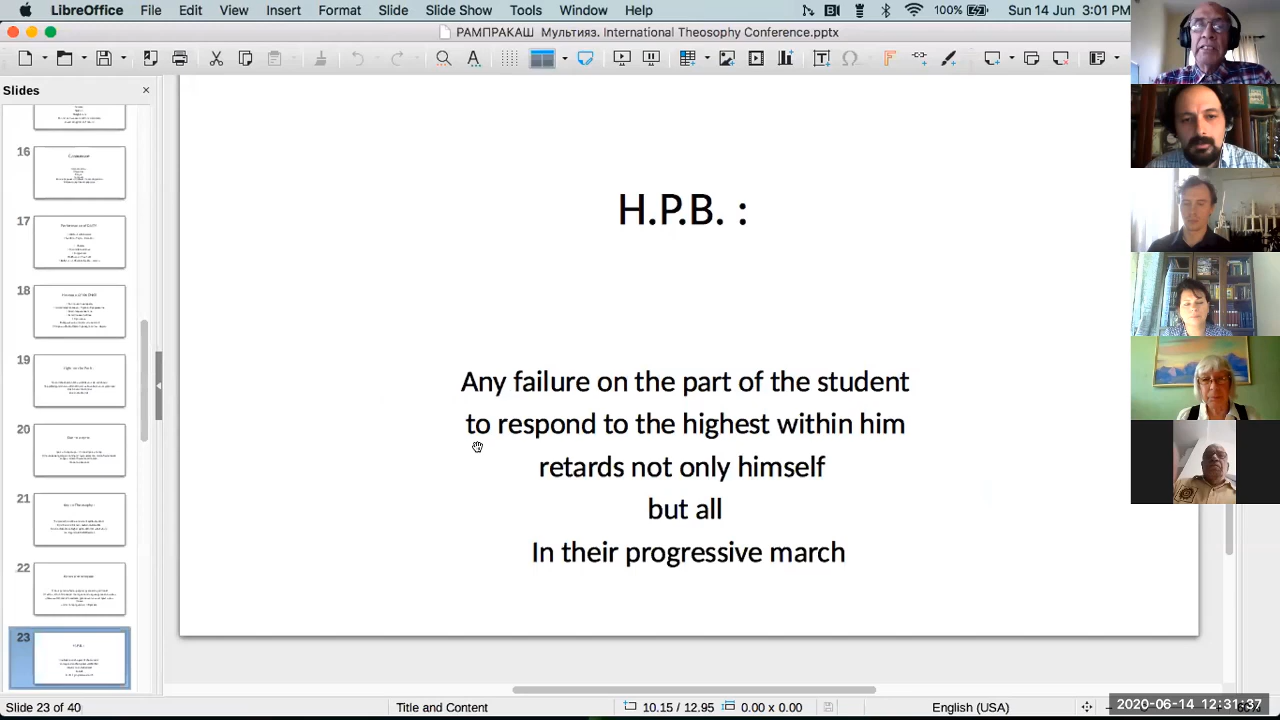 LibreOffice File Edit View Insert Format Slide Slide Show Tools Window Help 100% Sun 14 Jun 3:01 PM
РАМПРАКАШ Мультияз. International Theosophy Conference.pptx
Slides
16
17
18
19
20
21
22
23
H.P.B. :
Any failure on the part of the student
to respond to the highest within him
retards not only himself
but all
In their progressive march
Slide 23 of 40 Title and Content 10.15 / 12.95 0.00 x 0.00 English (USA)
2020-06-14 12:31:37